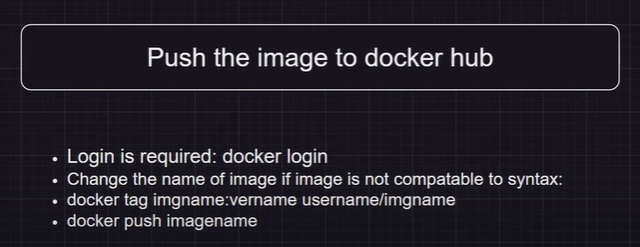 Push the image to docker hub
• Login is required: docker login
• Change the name of image if image is not compatable to syntax:
• docker tag imgname:vername username/imgname
• docker push imagename